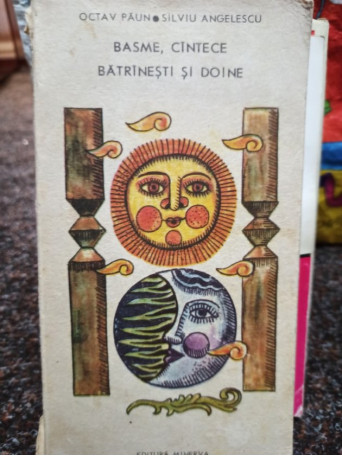 OCTAV PĂUN • SILVIU ANGELESCU
BASME, CÎNTECE
BĂTRÎNEȘTI ȘI DOINE
EDITURA MINERVA